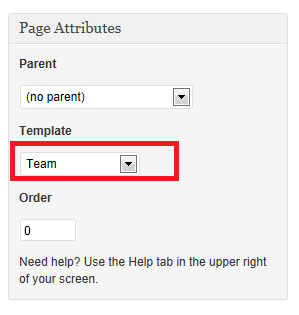 Page Attributes
Parent
(no parent)
Template
Team
Order
0
Need help? Use the Help tab in the upper right
of your screen.